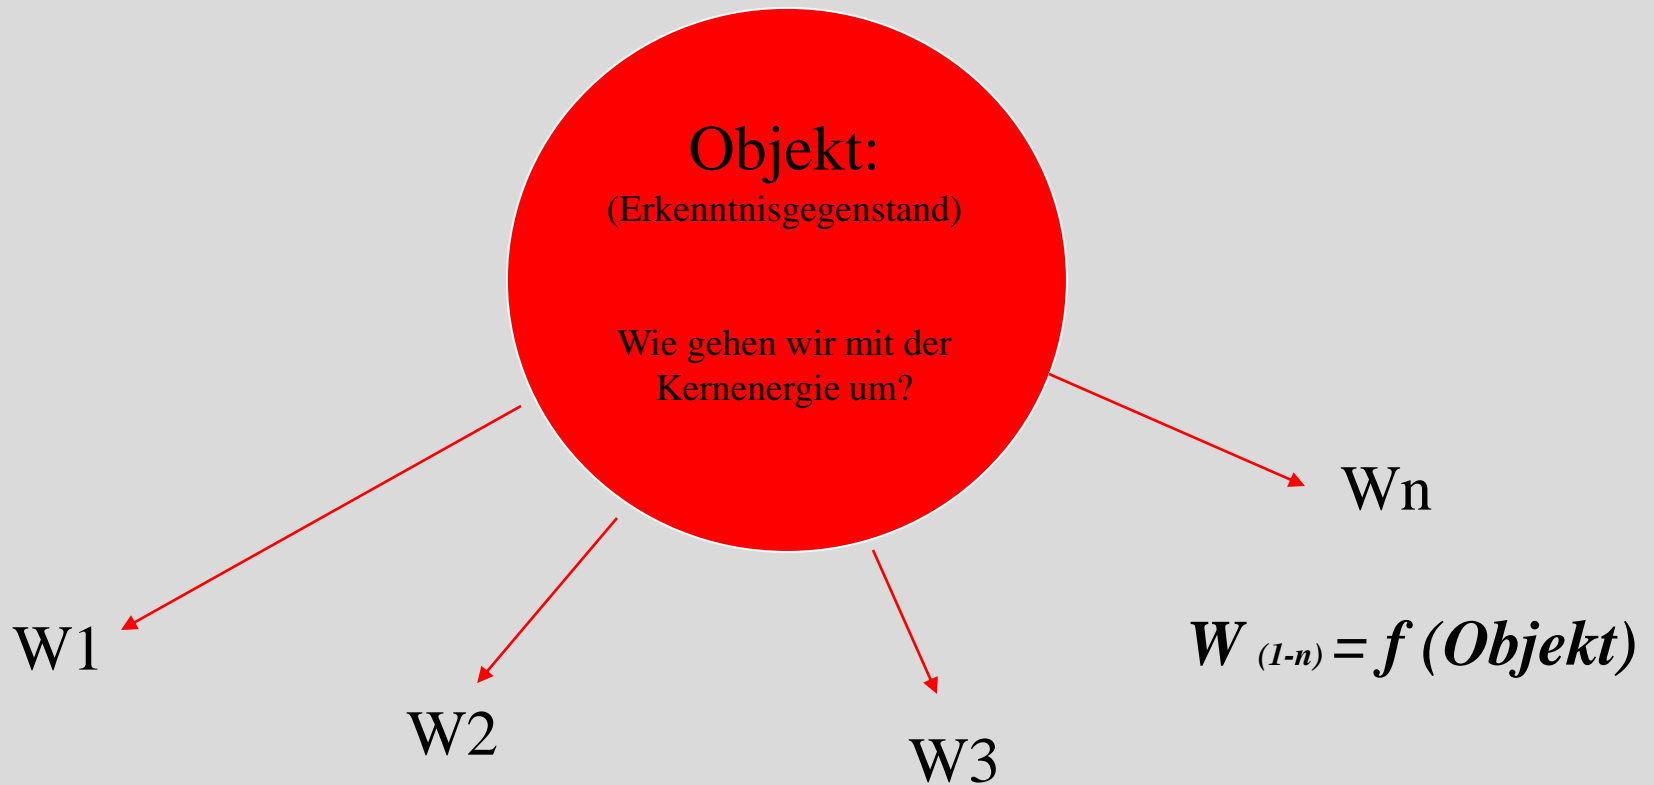 Objekt:
(Erkenntnisgegenstand)
Wie gehen wir mit der
Kernenergie um?
Wn
W1
W (1-n) = f (Objekt)
W2
W3